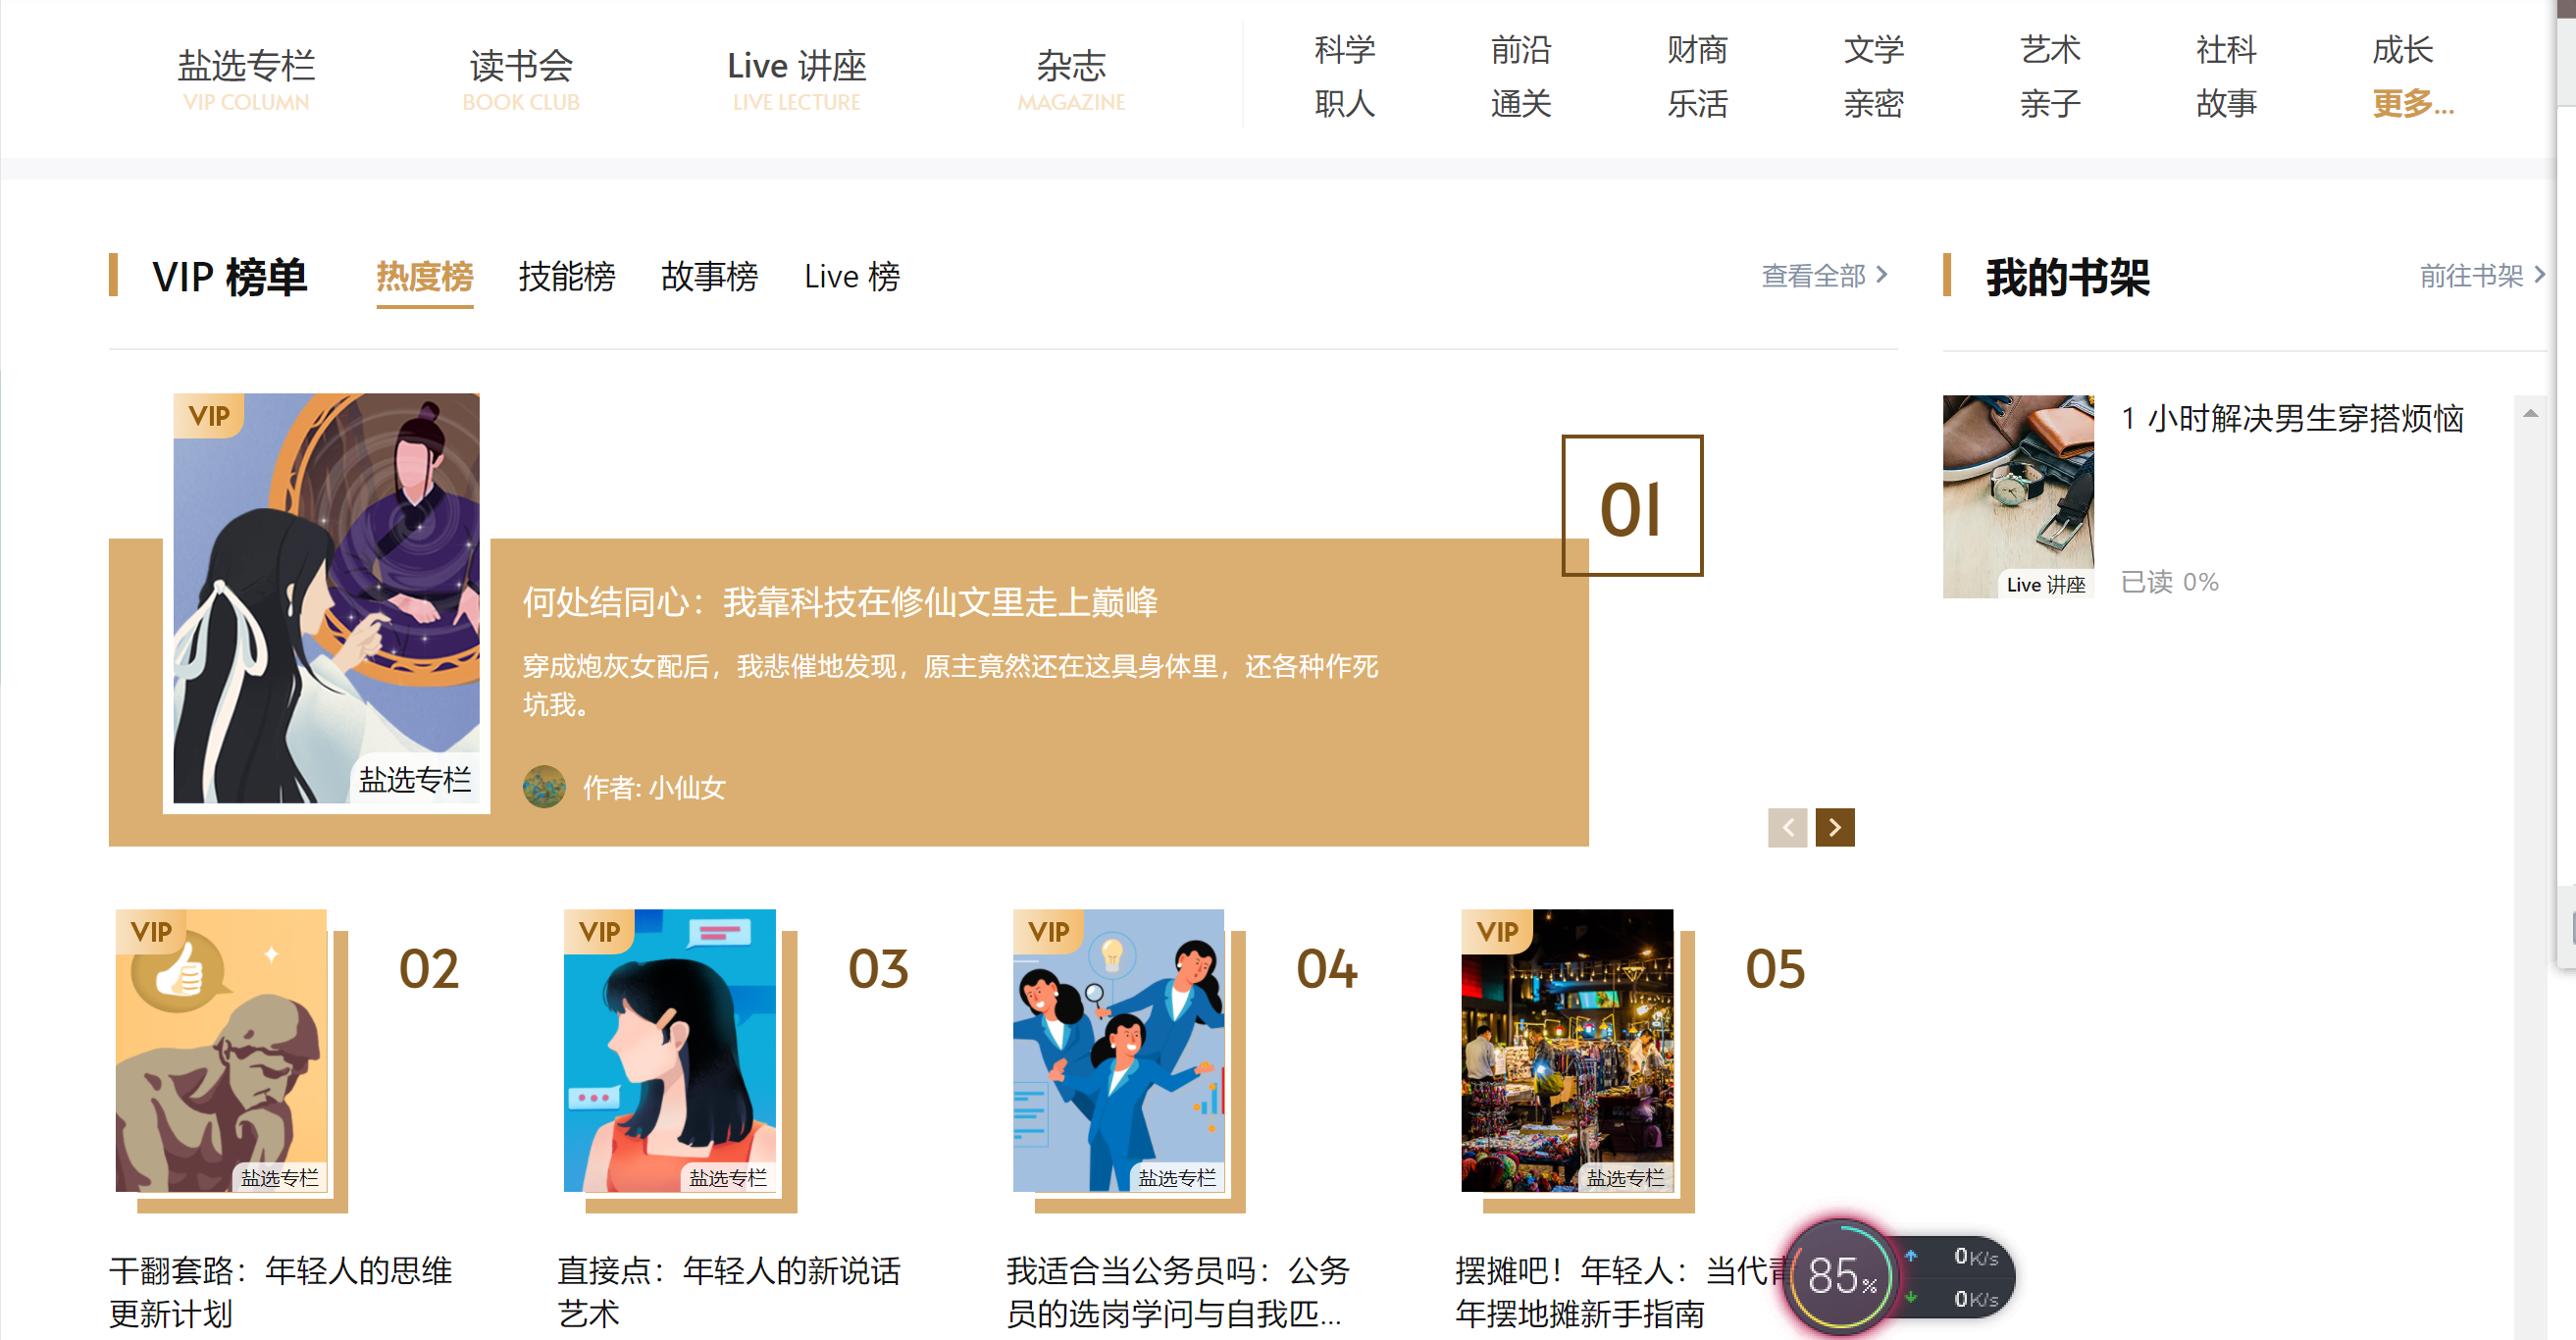 盐选专栏
VIP COLUMN
读书会
BOOK CLUB
Live 讲座
LIVE LECTURE
杂志
MAGAZINE
科学 前沿 财商 文学 艺术 社科 成长
职人 通关 乐活 亲密 亲子 故事 更多...
VIP 榜单 热度榜 技能榜 故事榜 Live 榜 查看全部
VIP
盐选专栏
01
何处结同心：我靠科技在修仙文里走上巅峰
穿成炮灰女配后，我悲催地发现，原主竟然还在这具身体里，还各种作死
坑我。
作者: 小仙女
VIP
盐选专栏
02
干翻套路：年轻人的思维
更新计划
VIP
盐选专栏
03
直接点：年轻人的新说话
艺术
VIP
盐选专栏
04
我适合当公务员吗：公务
员的选岗学问与自我匹...
VIP
盐选专栏
05
摆摊吧！年轻人：当代青
年摆地摊新手指南
我的书架 前往书架
1 小时解决男生穿搭烦恼
Live 讲座
已读 0%
85%
0K/s
0K/s